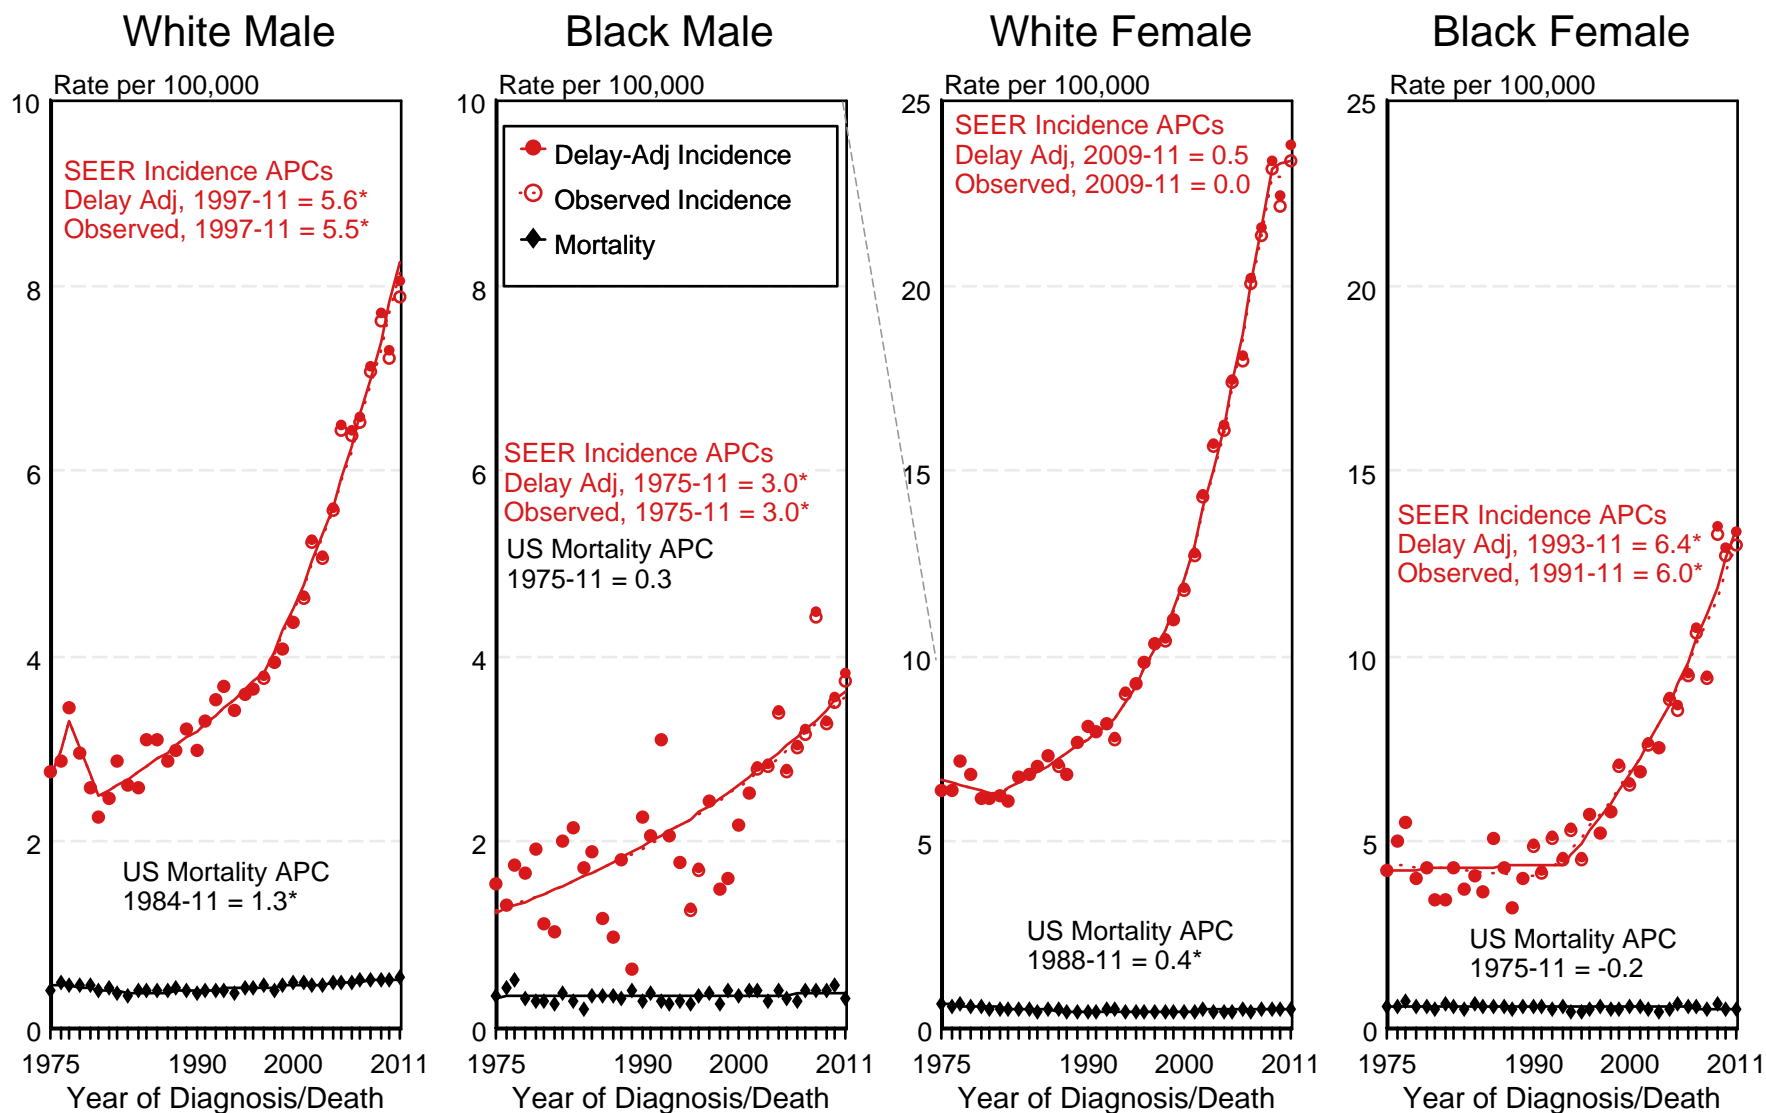 White Male
Rate per 100,000
10
8
6
4
2
0
SEER Incidence APCs
Delay Adj, 1997-11 = 5.6*
Observed, 1997-11 = 5.5*
US Mortality APC
1984-11 = 1.3*
1975 1990 2000 2011
Year of Diagnosis/Death
Black Male
Rate per 100,000
10
8
6
4
2
0
Delay-Adj Incidence
Observed Incidence
Mortality
SEER Incidence APCs
Delay Adj, 1975-11 = 3.0*
Observed, 1975-11 = 3.0*
US Mortality APC
1975-11 = 0.3
1975 1990 2000 2011
Year of Diagnosis/Death
White Female
Rate per 100,000
25
20
15
10
5
0
SEER Incidence APCs
Delay Adj, 2009-11 = 0.5
Observed, 2009-11 = 0.0
US Mortality APC
1988-11 = 0.4*
1975 1990 2000 2011
Year of Diagnosis/Death
Black Female
Rate per 100,000
25
20
15
10
5
0
SEER Incidence APCs
Delay Adj, 1993-11 = 6.4*
Observed, 1991-11 = 6.0*
US Mortality APC
1975-11 = -0.2
1975 1990 2000 2011
Year of Diagnosis/Death